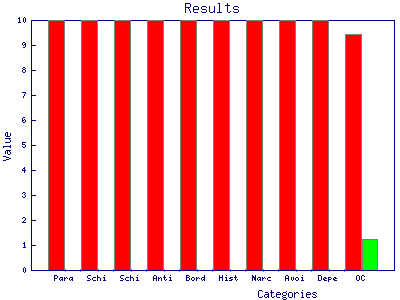 Results
Value
10
9
8
7
6
5
4
3
2
1
0
Para Schi Schi Anti Bord Hist Narc Avoi Depe OC
Categories